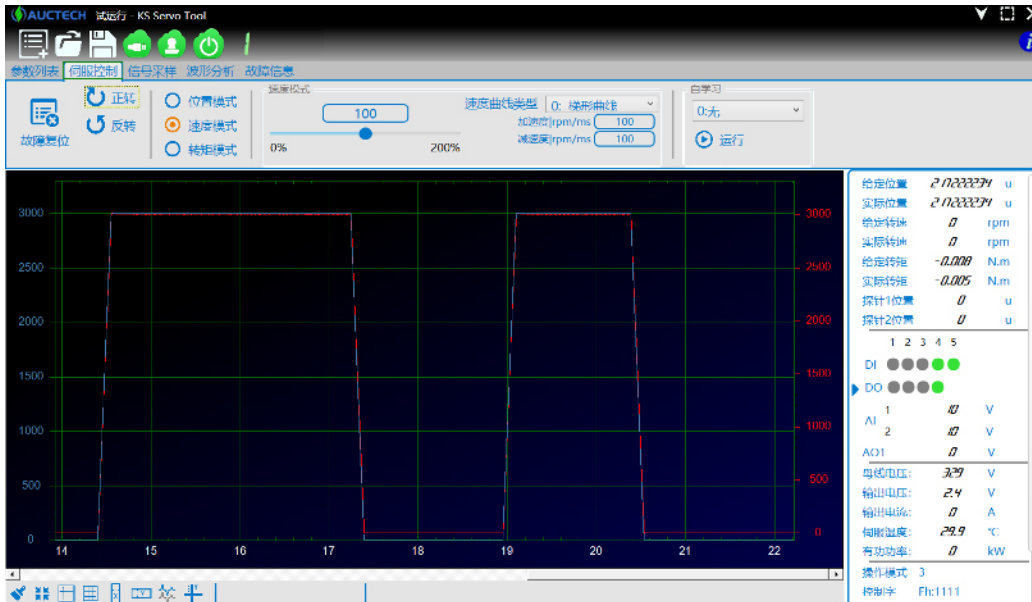 AUCTECH 试运行 - KS Servo Tool
参数列表 伺服控制 信号采样 波形分析 故障信息
故障复位
正转
反转
位置模式
速度模式
转矩模式
速度模式
100
0% 200%
速度曲线类型 0: 梯形曲线
加速度|rpm/ms 100
减速度|rpm/ms 100
自学习
0:无
运行
3000 3000
2500 2500
2000 2000
1500 1500
1000 1000
500 500
0 0
14 15 16 17 18 19 20 21 22
给定位置 217222234 u
实际位置 217222234 u
给定转速 0 rpm
实际转速 0 rpm
给定转矩 -0.008 N.m
实际转矩 -0.005 N.m
探针1位置 0 u
探针2位置 0 u
1 2 3 4 5
DI
DO
AI 1 10 V
2 10 V
AO1 0 V
母线电压: 329 V
输出电压: 2.4 V
输出电流: 0 A
伺服温度: 29.9 ℃
有功功率: 0 kW
操作模式 3
控制字 Fh:1111